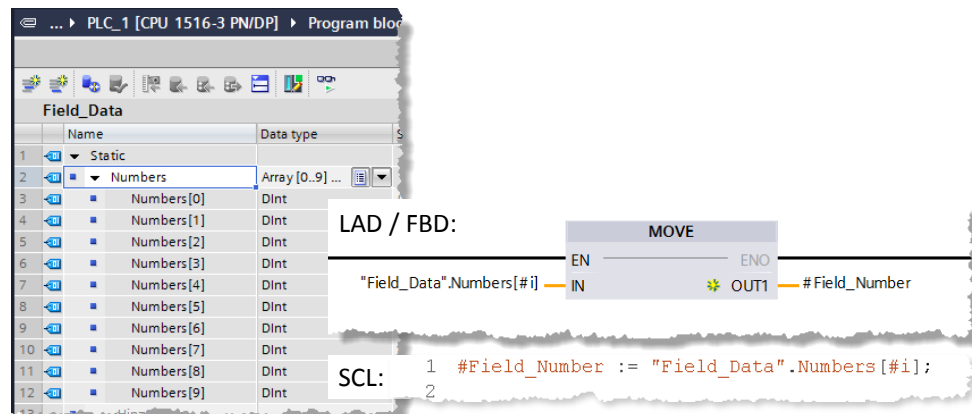 ... PLC_1 [CPU 1516-3 PN/DP] Program bloc
Field_Data
Name Data type S
1 Static
2 Numbers Array [0..9] ...
3 Numbers[0] DInt
4 Numbers[1] DInt
5 Numbers[2] DInt
6 Numbers[3] DInt
7 Numbers[4] DInt
8 Numbers[5] DInt
9 Numbers[6] DInt
10 Numbers[7] DInt
11 Numbers[8] DInt
12 Numbers[9] DInt
LAD / FBD:
MOVE
EN ENO
"Field_Data".Numbers[#i] IN OUT1 #Field_Number
SCL:
1 #Field_Number := "Field_Data".Numbers[#i];
2